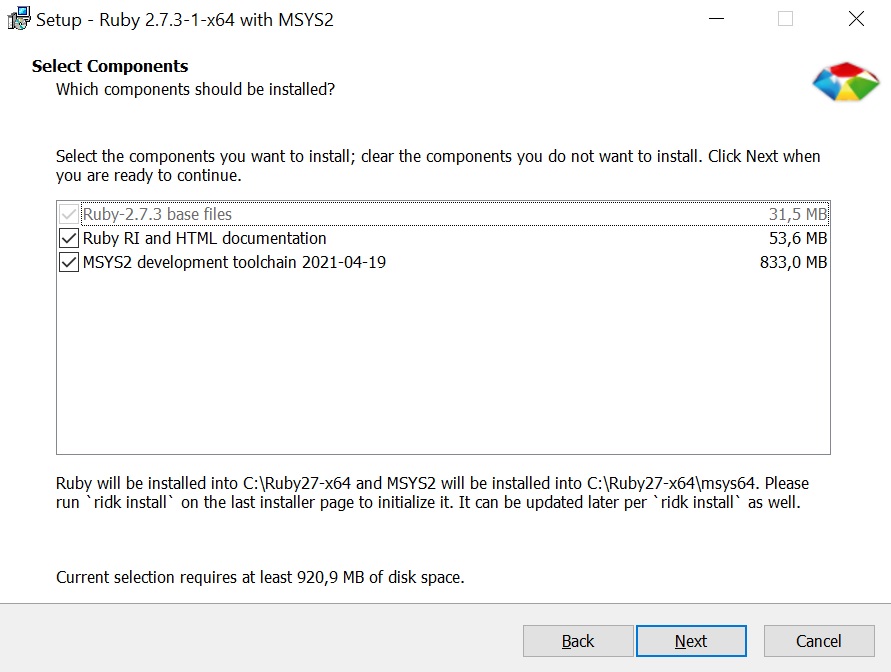 Setup - Ruby 2.7.3-1-x64 with MSYS2
Select Components
Which components should be installed?
Select the components you want to install; clear the components you do not want to install. Click Next when
you are ready to continue.
Ruby-2.7.3 base files 31,5 MB
Ruby RI and HTML documentation 53,6 MB
MSYS2 development toolchain 2021-04-19 833,0 MB
Ruby will be installed into C:\Ruby27-x64 and MSYS2 will be installed into C:\Ruby27-x64\msys64. Please
run `ridk install` on the last installer page to initialize it. It can be updated later per `ridk install` as well.
Current selection requires at least 920,9 MB of disk space.
Back Next Cancel